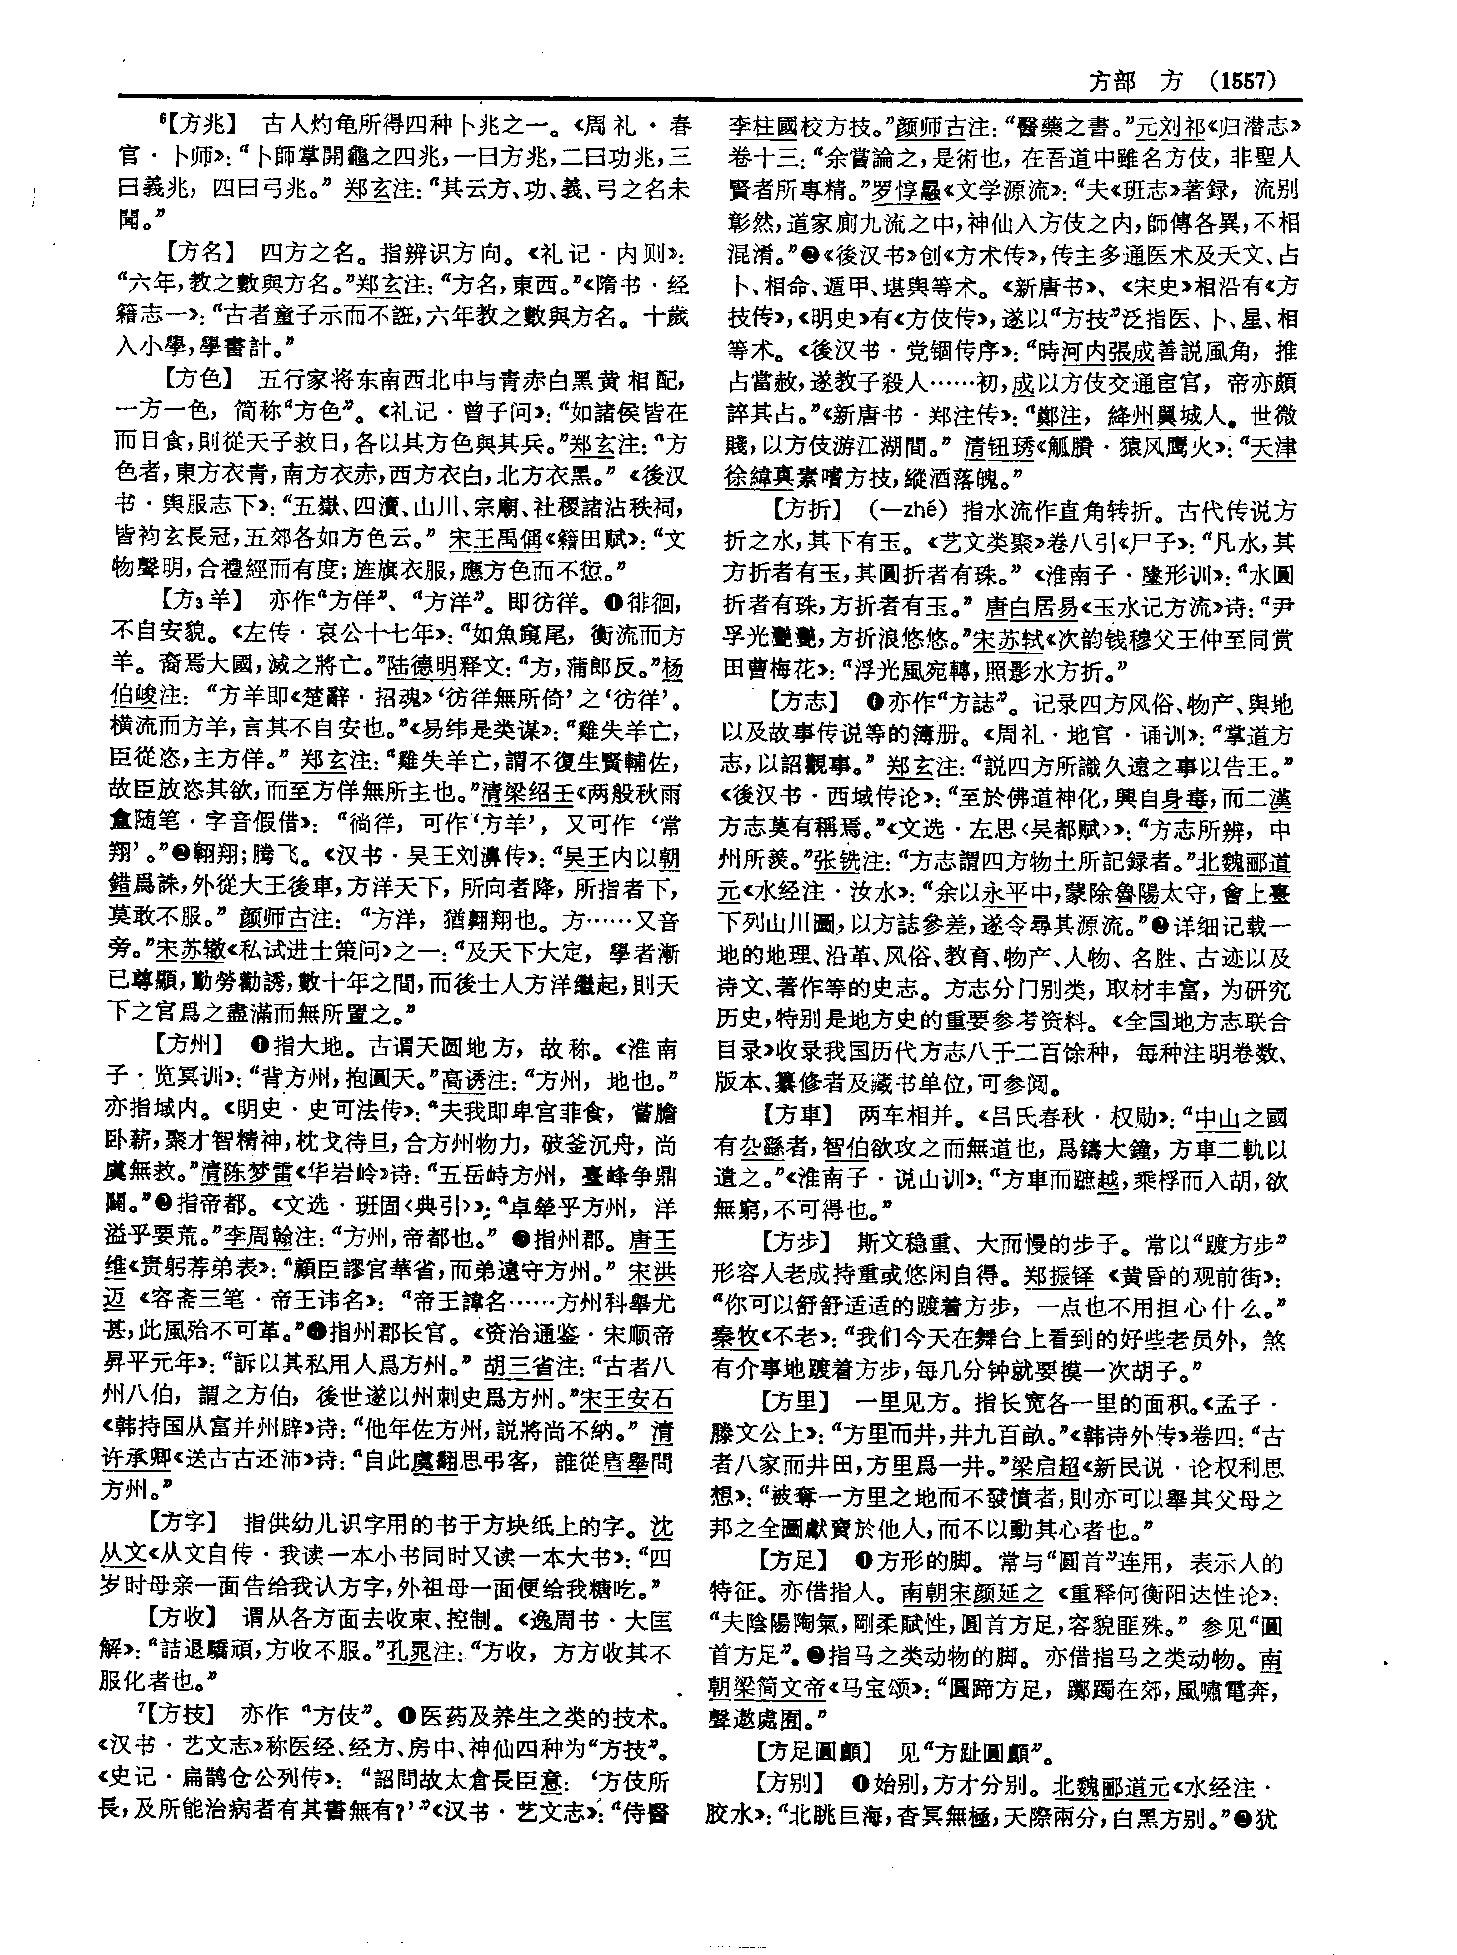 方部 方 (1557)
⁶【方兆】 古人灼龟所得四种卜兆之一。《周礼·春
官·卜师》：“卜師掌開龜之四兆，一曰方兆，二曰功兆，三
曰義兆，四曰弓兆。”郑玄注：“其云方、功、義、弓之名未
聞。”
【方名】 四方之名。指辨识方向。《礼记·内则》：
“六年，教之數與方名。”郑玄注：“方名，東西。”《隋书·经
籍志一》：“古者童子示而不誑，六年教之數與方名。十歲
入小學，學書計。”
【方色】 五行家将东南西北中与青赤白黑黄相配，
一方一色，简称“方色”。《礼记·曾子问》：“如諸侯皆在
而日食，則從天子救日，各以其方色與其兵。”郑玄注：“方
色者，東方衣青，南方衣赤，西方衣白，北方衣黑。”《後汉
书·舆服志下》：“五嶽、四瀆、山川、宗廟、社稷諸沾秩祠，
皆袀玄長冠，五郊各如方色云。”宋王禹偁《籍田赋》：“文
物聲明，合禮經而有度；旌旗衣服，應方色而不愆。”
【方₃羊】 亦作“方佯”、“方洋”。即彷徉。❶徘徊，
不自安貌。《左传·哀公十七年》：“如魚竀尾，衡流而方
羊。裔焉大國，滅之將亡。”陆德明释文：“方，蒲郎反。”杨
伯峻注：“方羊即《楚辭·招魂》‘彷徉無所倚’之‘彷徉’。
横流而方羊，言其不自安也。”《易纬是类谋》：“雞失羊亡，
臣從恣，主方佯。”郑玄注：“雞失羊亡，謂不復生賢輔佐，
故臣放恣其欲，而至方佯無所主也。”清梁绍壬《两般秋雨
盦随笔·字音假借》：“徜徉，可作‘方羊’，又可作‘常
翔’。”❷翱翔；腾飞。《汉书·吴王刘濞传》：“吴王内以朝
錯爲誅，外從大王後車，方洋天下，所向者降，所指者下，
莫敢不服。”颜师古注：“方洋，猶翱翔也。方……又音
旁。”宋苏辙《私试进士策问》之一：“及天下大定，學者漸
已尊顯，勤勞勸誘，數十年之間，而後士人方洋繼起，則天
下之官爲之盡滿而無所置之。”
【方州】 ❶指大地。古谓天圆地方，故称。《淮南
子·览冥训》：“背方州，抱圓天。”高诱注：“方州，地也。”
亦指域内。《明史·史可法传》：“夫我即卑宫菲食，嘗膽
卧薪，聚才智精神，枕戈待旦，合方州物力，破釜沉舟，尚
虞無救。”清陈梦雷《华岩岭》诗：“五岳峙方州，臺峰争鼎
鬭。”❷指帝都。《文选·班固〈典引〉》：“卓犖乎方州，洋
溢乎要荒。”李周翰注：“方州，帝都也。”❸指州郡。唐王
维《责躬荐弟表》：“顧臣謬官華省，而弟遠守方州。”宋洪
迈《容斋三笔·帝王讳名》：“帝王諱名……方州科舉尤
甚，此風殆不可革。”❹指州郡长官。《资治通鉴·宋顺帝
昇平元年》：“訴以其私用人爲方州。”胡三省注：“古者八
州八伯，謂之方伯，後世遂以州刺史爲方州。”宋王安石
《韩持国从富并州辟》诗：“他年佐方州，説將尚不納。”清
许承卿《送古古还沛》诗：“自此虞翻思弔客，誰從唐舉問
方州。”
【方字】 指供幼儿识字用的书于方块纸上的字。沈
从文《从文自传·我读一本小书同时又读一本大书》：“四
岁时母亲一面告给我认方字，外祖母一面便给我糖吃。”
【方收】 谓从各方面去收束、控制。《逸周书·大匡
解》：“詰退驕頑，方收不服。”孔晁注：“方收，方方收其不
服化者也。”
⁷【方技】 亦作“方伎”。❶医药及养生之类的技术。
《汉书·艺文志》称医经、经方、房中、神仙四种为“方技”。
《史记·扁鹊仓公列传》：“詔問故太倉長臣意：‘方伎所
長，及所能治病者有其書無有？’”《汉书·艺文志》：“侍醫
李柱國校方技。”颜师古注：“醫藥之書。”元刘祁《归潜志》
卷十三：“余嘗論之，是術也，在吾道中雖名方伎，非聖人
賢者所專精。”罗惇曧《文学源流》：“夫《班志》著録，流别
彰然，道家廁九流之中，神仙入方伎之内，師傳各異，不相
混淆。”❷《後汉书》创《方术传》，传主多通医术及天文、占
卜、相命、遁甲、堪舆等术。《新唐书》、《宋史》相沿有《方
技传》，《明史》有《方伎传》，遂以“方技”泛指医、卜、星、相
等术。《後汉书·党锢传序》：“時河内張成善説風角，推
占當赦，遂教子殺人……初，成以方伎交通宦官，帝亦頗
誶其占。”《新唐书·郑注传》：“鄭注，絳州翼城人。世微
賤，以方伎游江湖間。”清钮琇《觚賸·猿风鹰火》：“天津
徐緯真素嗜方技，縱酒落魄。”
【方折】 （—zhé）指水流作直角转折。古代传说方
折之水，其下有玉。《艺文类聚》卷八引《尸子》：“凡水，其
方折者有玉，其圓折者有珠。”《淮南子·墬形训》：“水圓
折者有珠，方折者有玉。”唐白居易《玉水记方流》诗：“尹
孚光灔灔，方折浪悠悠。”宋苏轼《次韵钱穆父王仲至同赏
田曹梅花》：“浮光風宛轉，照影水方折。”
【方志】 ❶亦作“方誌”。记录四方风俗、物产、舆地
以及故事传说等的簿册。《周礼·地官·诵训》：“掌道方
志，以詔觀事。”郑玄注：“説四方所識久遠之事以告王。”
《後汉书·西域传论》：“至於佛道神化，興自身毒，而二漢
方志莫有稱焉。”《文选·左思〈吴都赋〉》：“方志所辨，中
州所羨。”张铣注：“方志謂四方物土所記録者。”北魏郦道
元《水经注·汝水》：“余以永平中，蒙除魯陽太守，會上臺
下列山川圖，以方誌參差，遂令尋其源流。”❷详细记载一
地的地理、沿革、风俗、教育、物产、人物、名胜、古迹以及
诗文、著作等的史志。方志分门别类，取材丰富，为研究
历史，特别是地方史的重要参考资料。《全国地方志联合
目录》收录我国历代方志八千二百馀种，每种注明卷数、
版本、纂修者及藏书单位，可参阅。
【方車】 两车相并。《吕氏春秋·权勋》：“中山之國
有厹繇者，智伯欲攻之而無道也，爲鑄大鐘，方車二軌以
遺之。”《淮南子·说山训》：“方車而蹠越，乘桴而入胡，欲
無窮，不可得也。”
【方步】 斯文稳重、大而慢的步子。常以“踱方步”
形容人老成持重或悠闲自得。郑振铎《黄昏的观前街》：
“你可以舒舒适适的踱着方步，一点也不用担心什么。”
秦牧《不老》：“我们今天在舞台上看到的好些老员外，煞
有介事地踱着方步，每几分钟就要摸一次胡子。”
【方里】 一里见方。指长宽各一里的面积。《孟子·
滕文公上》：“方里而井，井九百畝。”《韩诗外传》卷四：“古
者八家而井田，方里爲一井。”梁启超《新民说·论权利思
想》：“被奪一方里之地而不發憤者，則亦可以舉其父母之
邦之全圖獻賣於他人，而不以動其心者也。”
【方足】 ❶方形的脚。常与“圓首”连用，表示人的
特征。亦借指人。南朝宋颜延之《重释何衡阳达性论》：
“夫陰陽陶氣，剛柔賦性，圓首方足，容貌匪殊。”参见“圓
首方足”。❷指马之类动物的脚。亦借指马之类动物。南
朝梁简文帝《马宝颂》：“圓蹄方足，躑躅在郊，風嘯電奔，
聲邀處囿。”
【方足圓顱】 见“方趾圓顱”。
【方别】 ❶始别，方才分别。北魏郦道元《水经注·
胶水》：“北眺巨海，杳冥無極，天際兩分，白黑方别。”❷犹